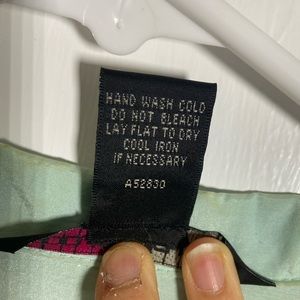 HAND WASH COLD
DO NOT BLEACH
LAY FLAT TO DRY
COOL IRON
IF NECESSARY
A52830